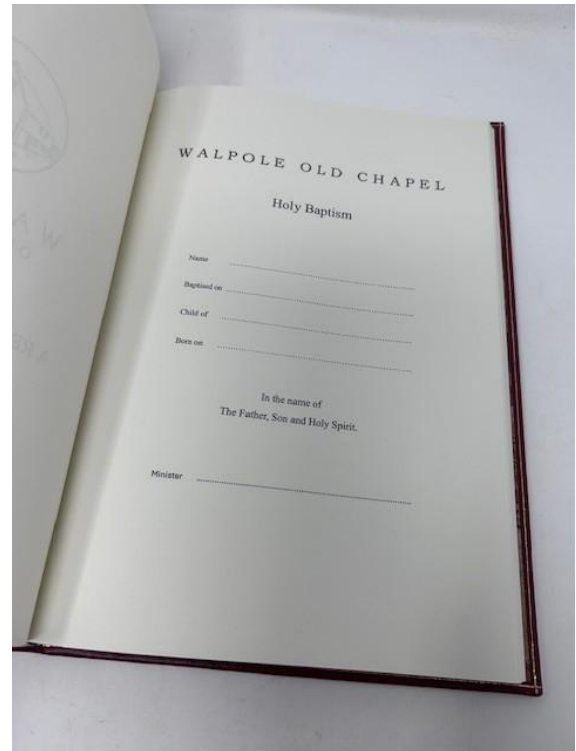 WALPOLE OLD CHAPEL
Holy Baptism
Name
Baptised on
Child of
Born on
In the name of
The Father, Son and Holy Spirit.
Minister